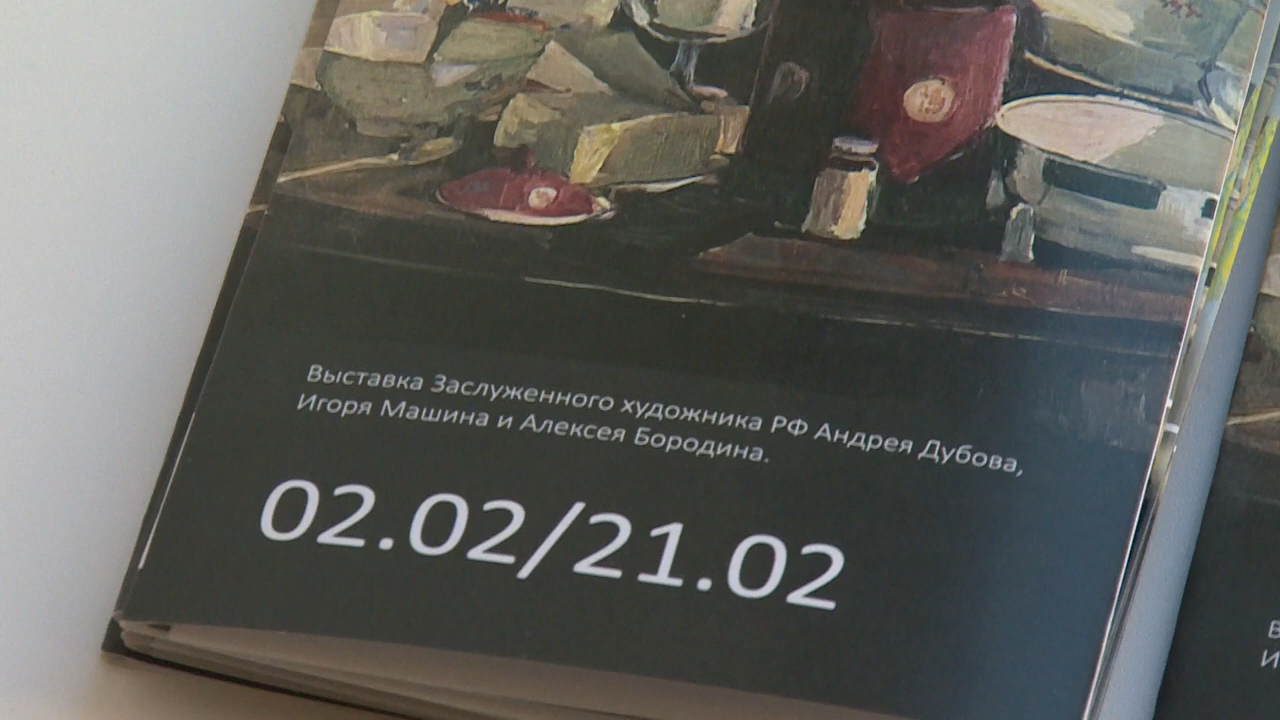 Выставка Заслуженного художника РФ Андрея Дубова,
Игоря Машина и Алексея Бородина.
02.02/21.02
В
И